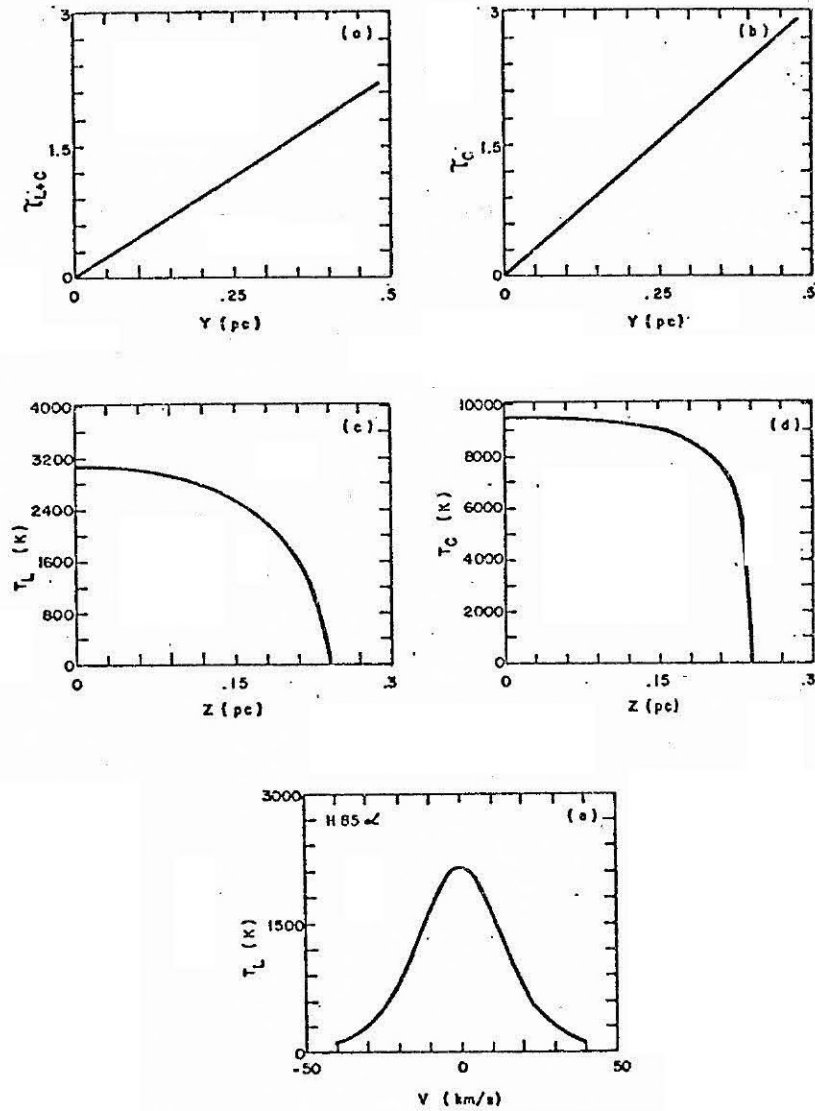 3
(a)
1.5
τL+C
0
0
.25
.5
Y (pc)
3
(b)
1.5
τC
0
0
.25
.5
Y (pc)
4000
(c)
3200
2400
TL (K)
1600
800
0
0
.15
.3
Z (pc)
10000
(d)
8000
6000
TC (K)
4000
2000
0
0
.15
.3
Z (pc)
3000
H85α
(e)
TL (K)
1500
0
-50
0
50
V (km/s)